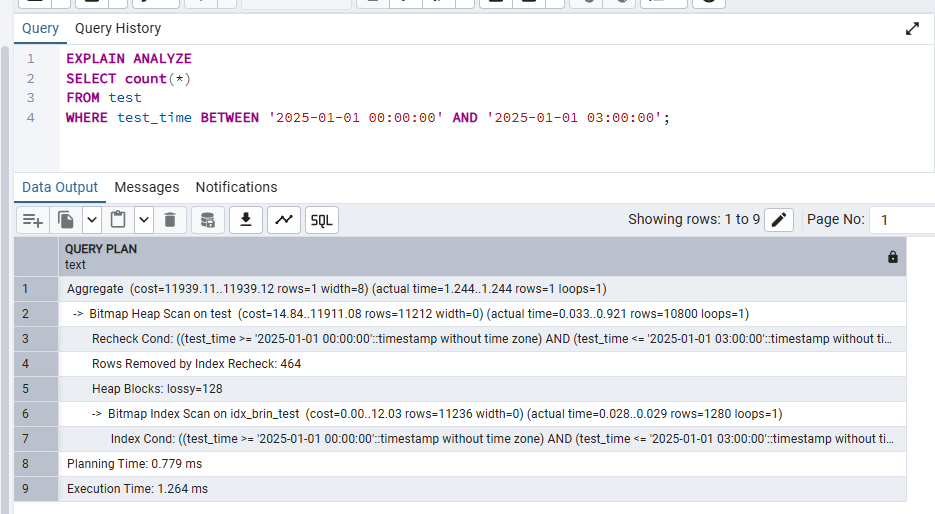 Query Query History
1 EXPLAIN ANALYZE
2 SELECT count(*)
3 FROM test
4 WHERE test_time BETWEEN '2025-01-01 00:00:00' AND '2025-01-01 03:00:00';
Data Output Messages Notifications
SQL Showing rows: 1 to 9 Page No: 1
QUERY PLAN
text
1 Aggregate (cost=11939.11..11939.12 rows=1 width=8) (actual time=1.244..1.244 rows=1 loops=1)
2 -> Bitmap Heap Scan on test (cost=14.84..11911.08 rows=11212 width=0) (actual time=0.033..0.921 rows=10800 loops=1)
3 Recheck Cond: ((test_time >= '2025-01-01 00:00:00'::timestamp without time zone) AND (test_time <= '2025-01-01 03:00:00'::timestamp without ti...
4 Rows Removed by Index Recheck: 464
5 Heap Blocks: lossy=128
6 -> Bitmap Index Scan on idx_brin_test (cost=0.00..12.03 rows=11236 width=0) (actual time=0.028..0.029 rows=1280 loops=1)
7 Index Cond: ((test_time >= '2025-01-01 00:00:00'::timestamp without time zone) AND (test_time <= '2025-01-01 03:00:00'::timestamp without ti...
8 Planning Time: 0.779 ms
9 Execution Time: 1.264 ms